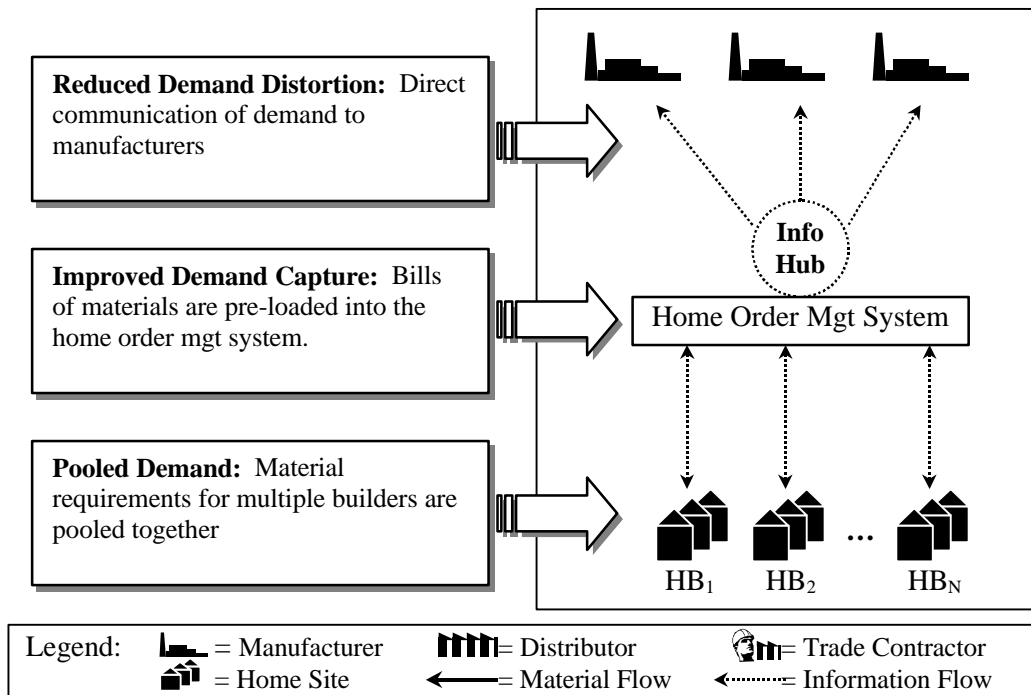 Reduced Demand Distortion: Direct
communication of demand to
manufacturers
Improved Demand Capture: Bills
of materials are pre-loaded into the
home order mgt system.
Pooled Demand: Material
requirements for multiple builders are
pooled together
Info
Hub
Home Order Mgt System
...
HB₁ HB₂ HB_N
Legend: = Manufacturer = Distributor = Trade Contractor
= Home Site = Material Flow = Information Flow